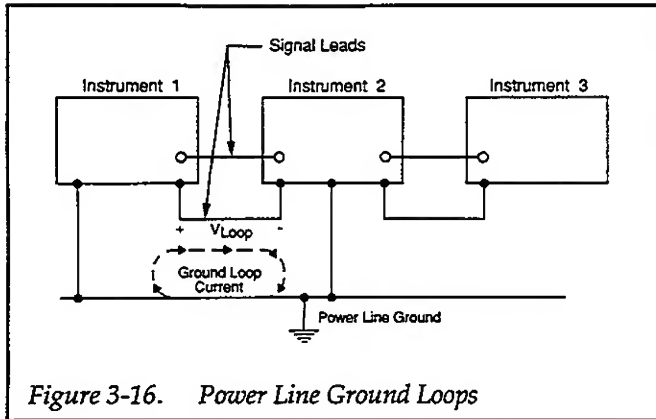 Signal Leads
Instrument 1
Instrument 2
Instrument 3
+ VLoop -
Ground Loop
Current
Power Line Ground
Figure 3-16. Power Line Ground Loops